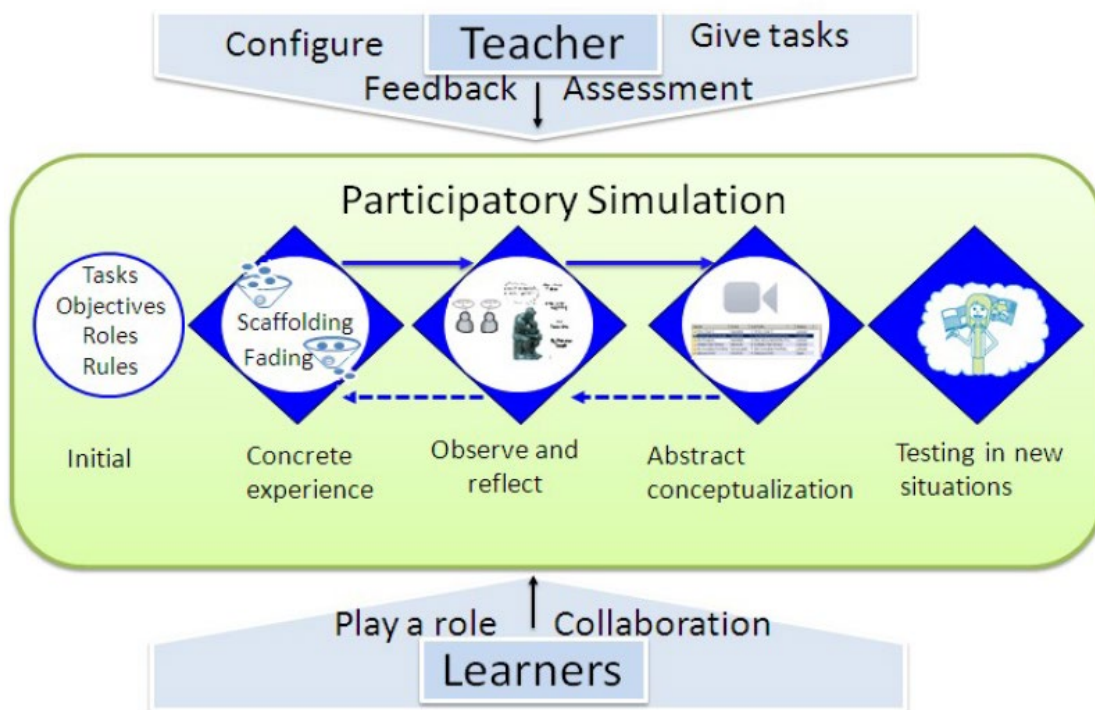 Configure
Teacher
Give tasks
Feedback
Assessment
Participatory Simulation
Tasks
Objectives
Roles
Rules
Scaffolding
Fading
Initial
Concrete
experience
Observe and
reflect
Abstract
conceptualization
Testing in new
situations
Play a role
Collaboration
Learners